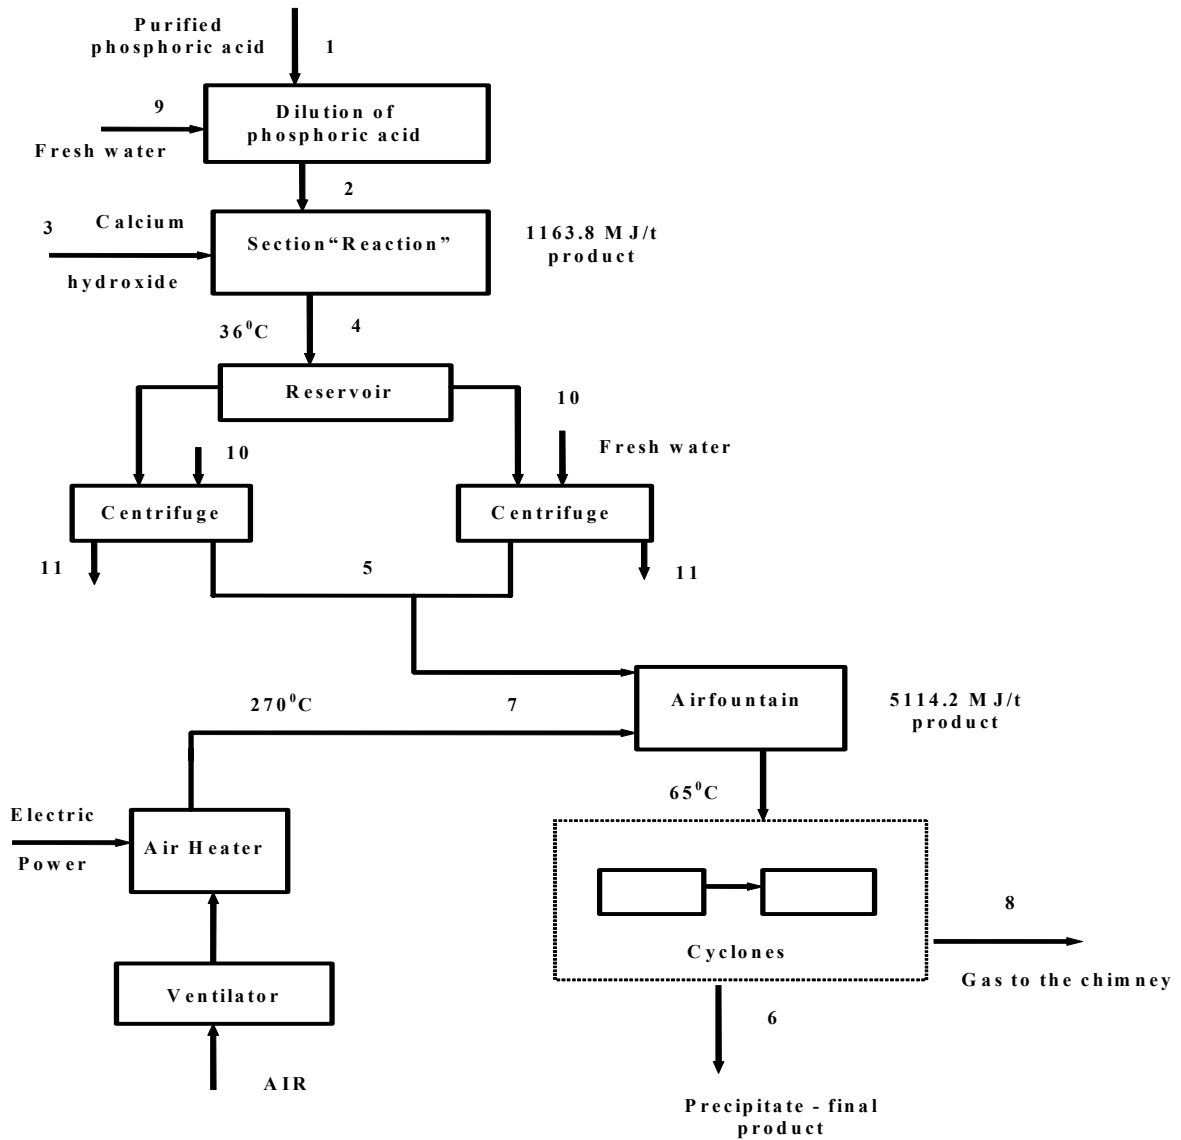 Purified
phosphoric acid
1
9
Dilution of
phosphoric acid
Fresh water
2
3
Calcium
hydroxide
Section“Reaction”
1163.8 MJ/t
product
36⁰C
4
Reservoir
10
10
Fresh water
Centrifuge
Centrifuge
11
5
11
270⁰C
7
Airfountain
5114.2 MJ/t
product
65⁰C
Electric
Power
Air Heater
Cyclones
8
Gas to the chimney
Ventilator
6
AIR
Precipitate - final
product